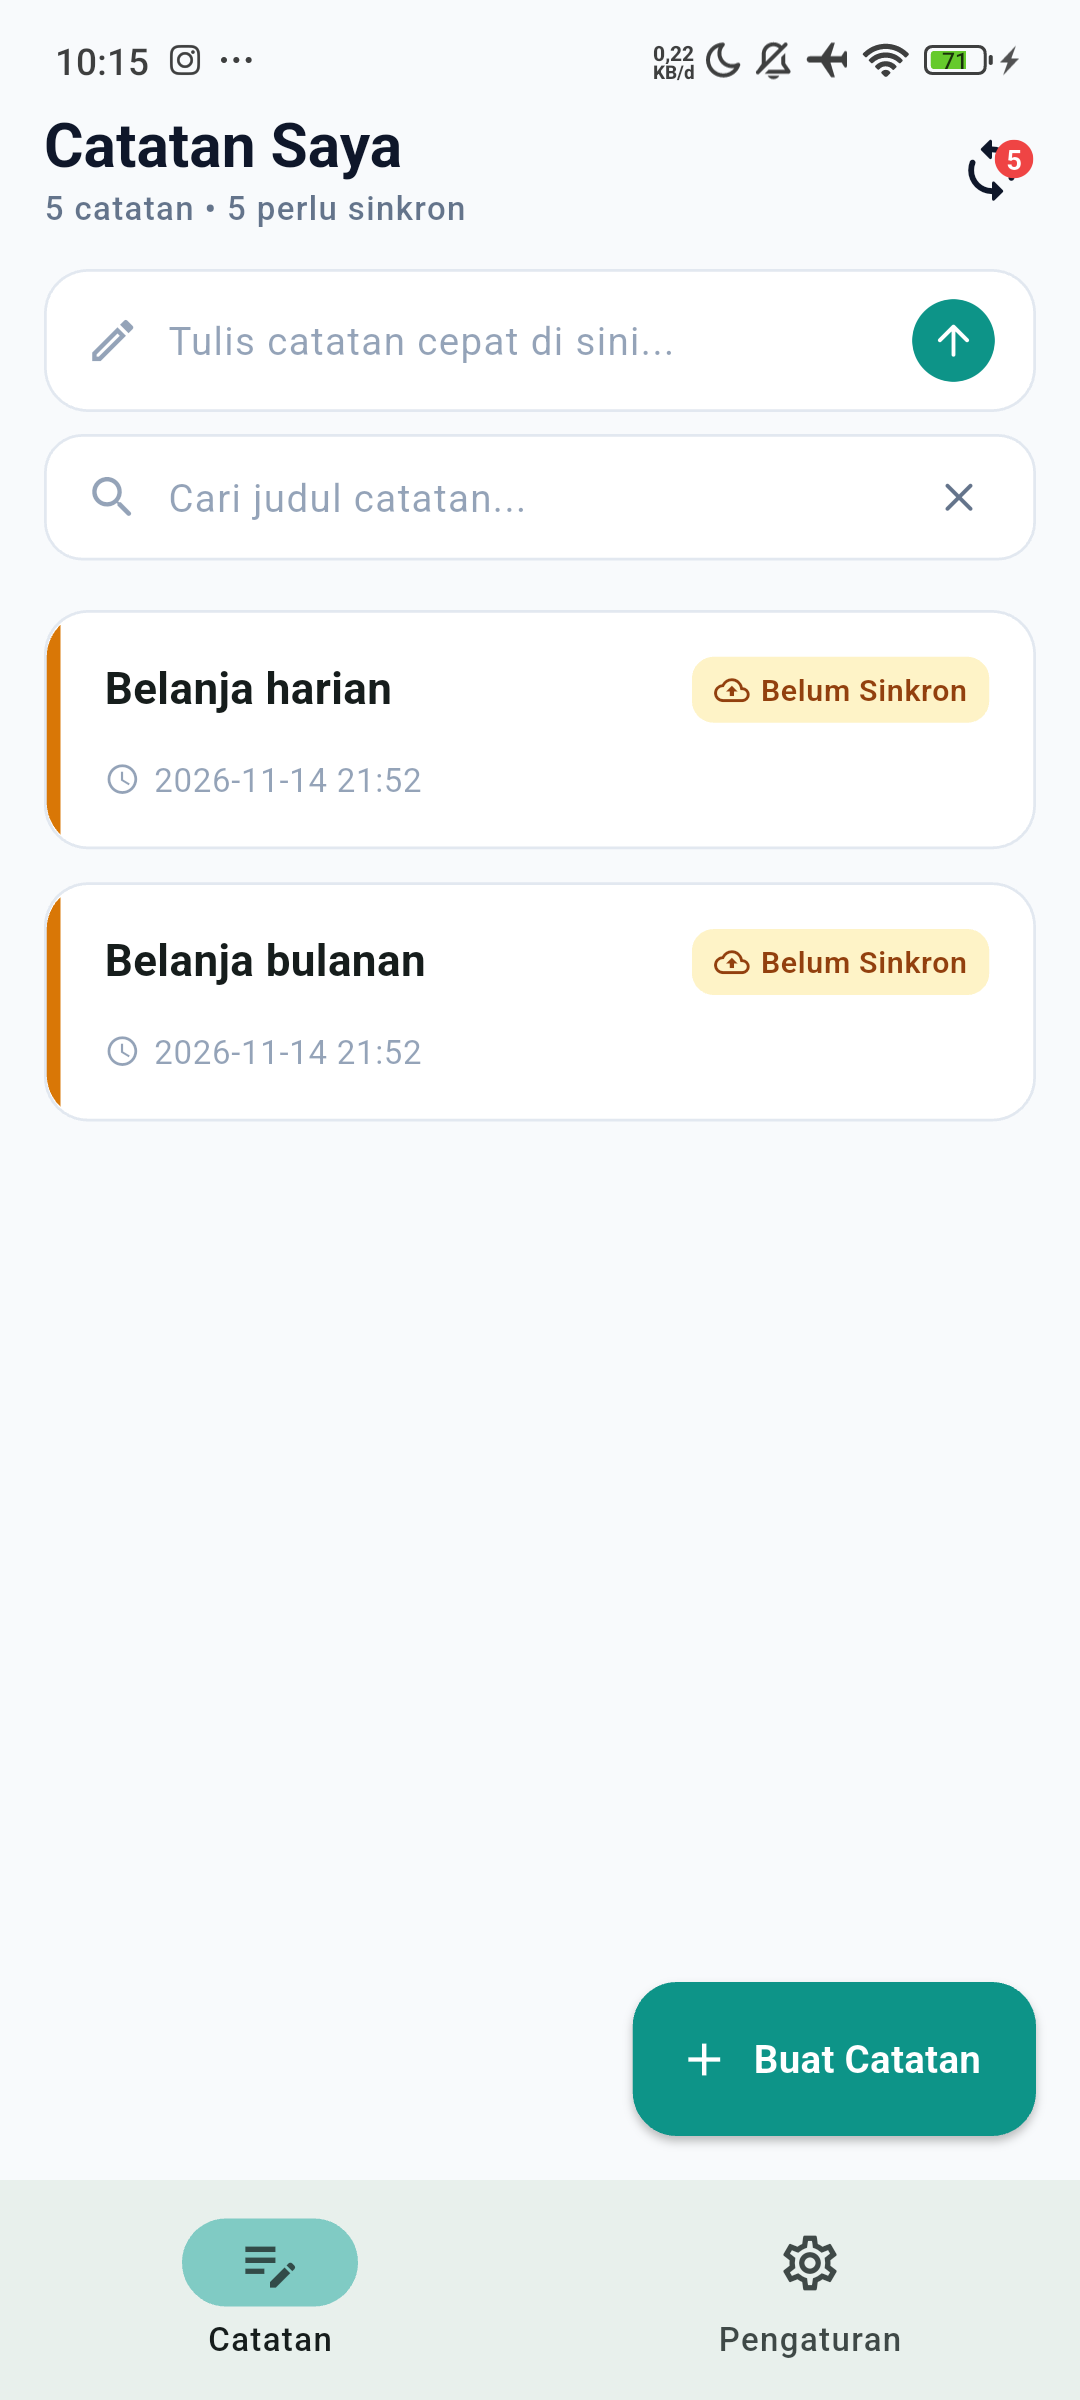 10:15 ... 0,22 KB/d 71
Catatan Saya
5
5 catatan • 5 perlu sinkron
Tulis catatan cepat di sini...
Cari judul catatan...
Belanja harian
Belum Sinkron
2026-11-14 21:52
Belanja bulanan
Belum Sinkron
2026-11-14 21:52
Buat Catatan
Catatan
Pengaturan